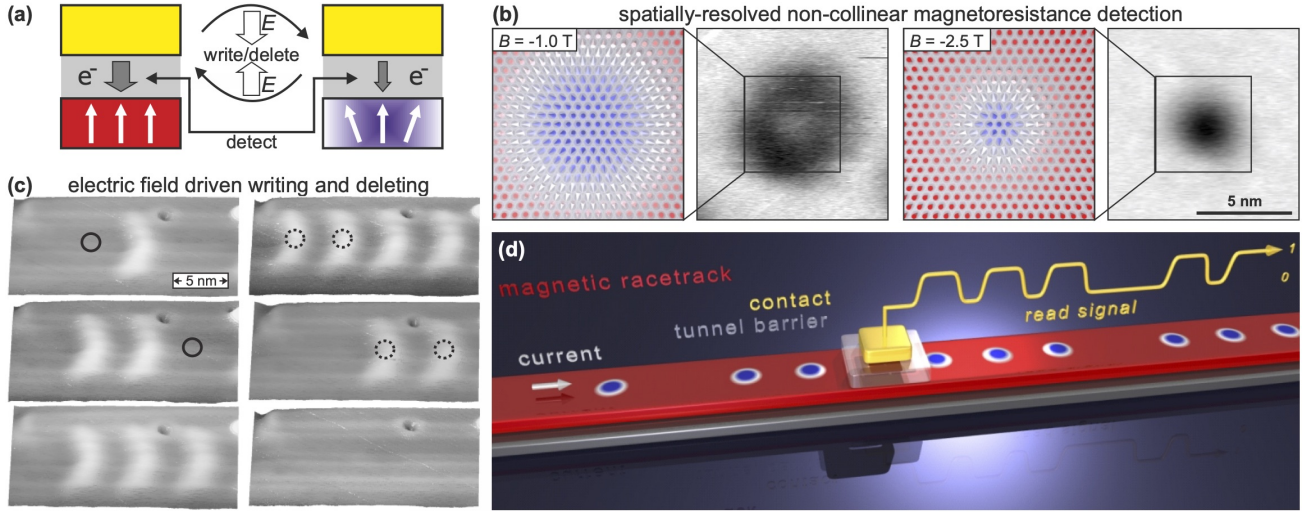 (a)
E
write/delete
E
e-
e-
detect
(b)
spatially-resolved non-collinear magnetoresistance detection
B = -1.0 T
B = -2.5 T
5 nm
(c)
electric field driven writing and deleting
5 nm
(d)
magnetic racetrack
contact
tunnel barrier
current
read signal
1
0